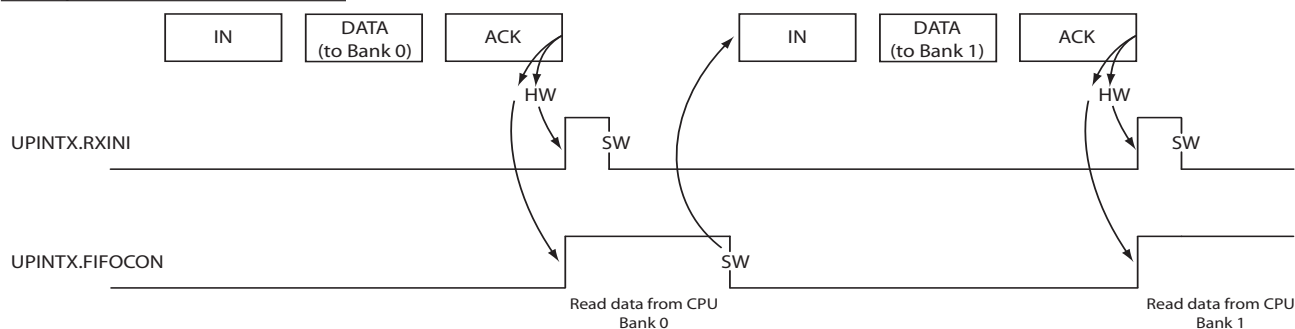 IN
DATA
(to Bank 0)
ACK
IN
DATA
(to Bank 1)
ACK
HW
HW
UPINTX.RXINI
SW
SW
UPINTX.FIFOCON
SW
Read data from CPU
Bank 0
Read data from CPU
Bank 1